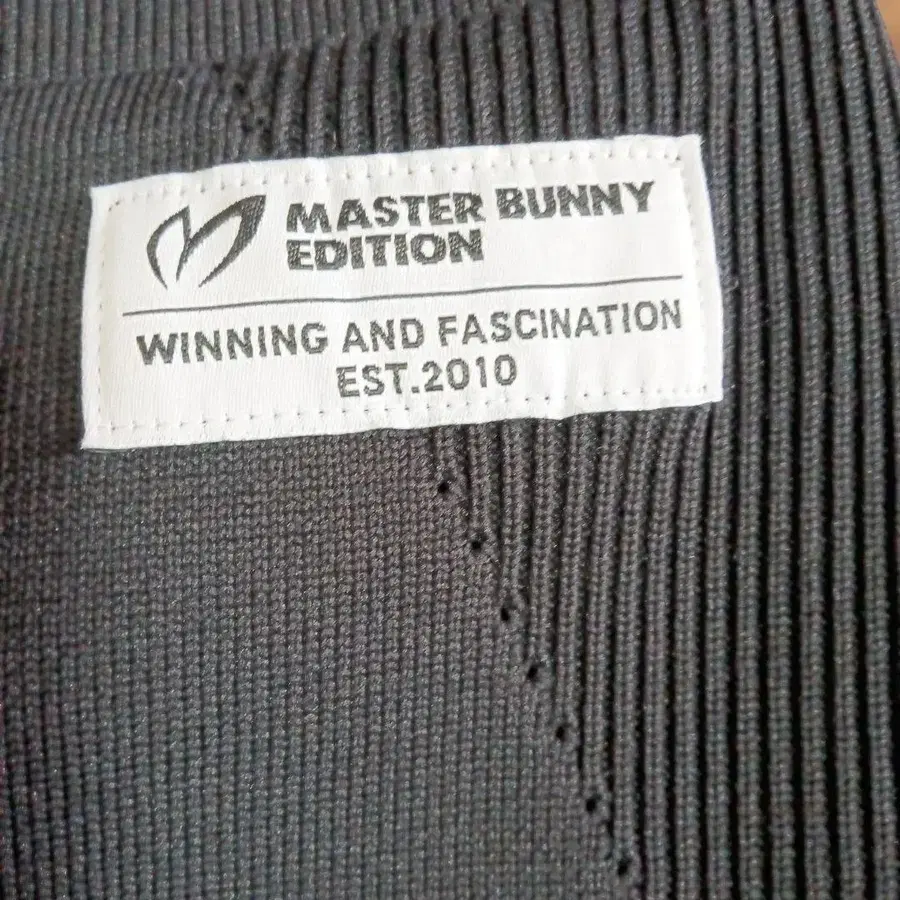 MASTER BUNNY
EDITION
WINNING AND FASCINATION
EST.2010